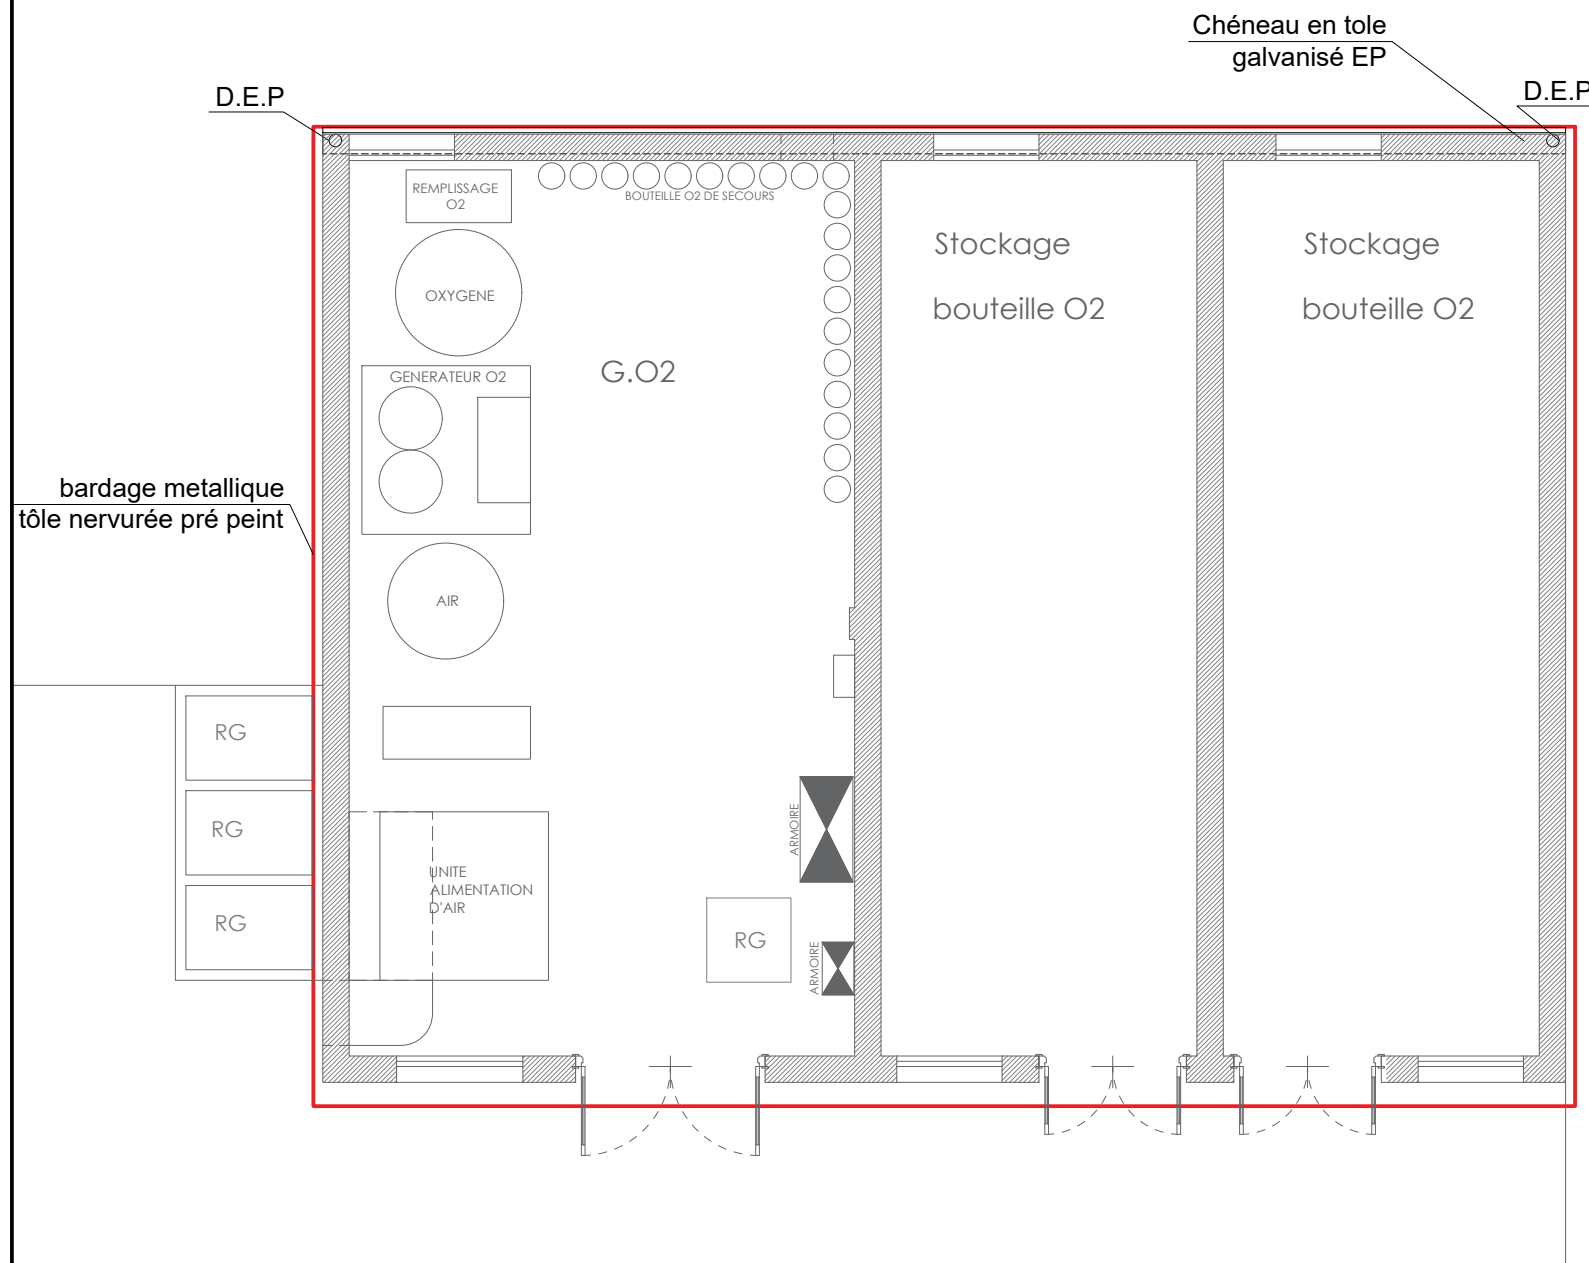 Chéneau en tole
galvanisé EP
D.E.P
D.E.P
REMPLISSAGE
O2
BOUTEILLE O2 DE SECOURS
OXYGENE
Stockage
bouteille O2
Stockage
bouteille O2
GENERATEUR O2
G.O2
bardage metallique
tôle nervurée pré peint
AIR
RG
RG
RG
ARMOIRE
UNITE
ALIMENTATION
D'AIR
RG
ARMOIRE